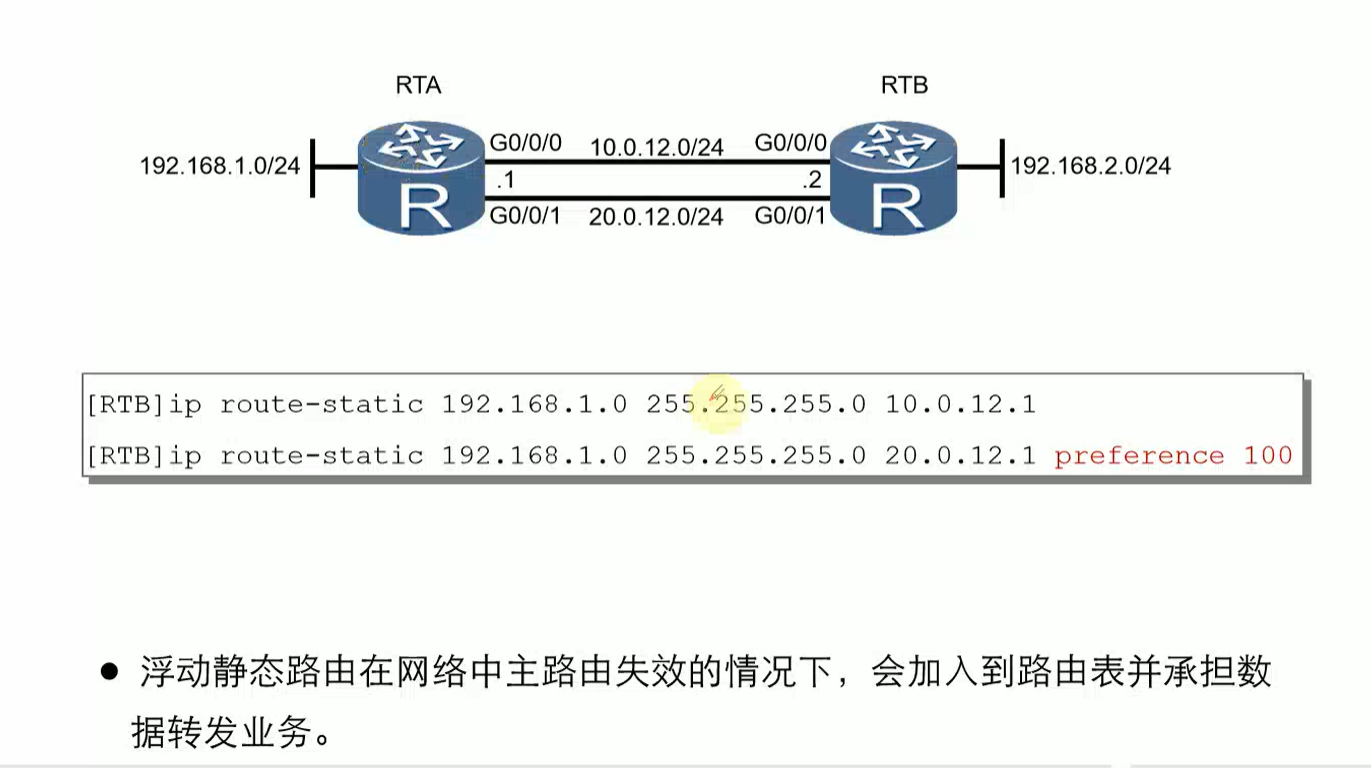 RTA RTB
G0/0/0 10.0.12.0/24 G0/0/0
192.168.1.0/24 .1 .2 192.168.2.0/24
G0/0/1 20.0.12.0/24 G0/0/1
R R
[RTB]ip route-static 192.168.1.0 255.255.255.0 10.0.12.1
[RTB]ip route-static 192.168.1.0 255.255.255.0 20.0.12.1 preference 100
● 浮动静态路由在网络中主路由失效的情况下，会加入到路由表并承担数
据转发业务。